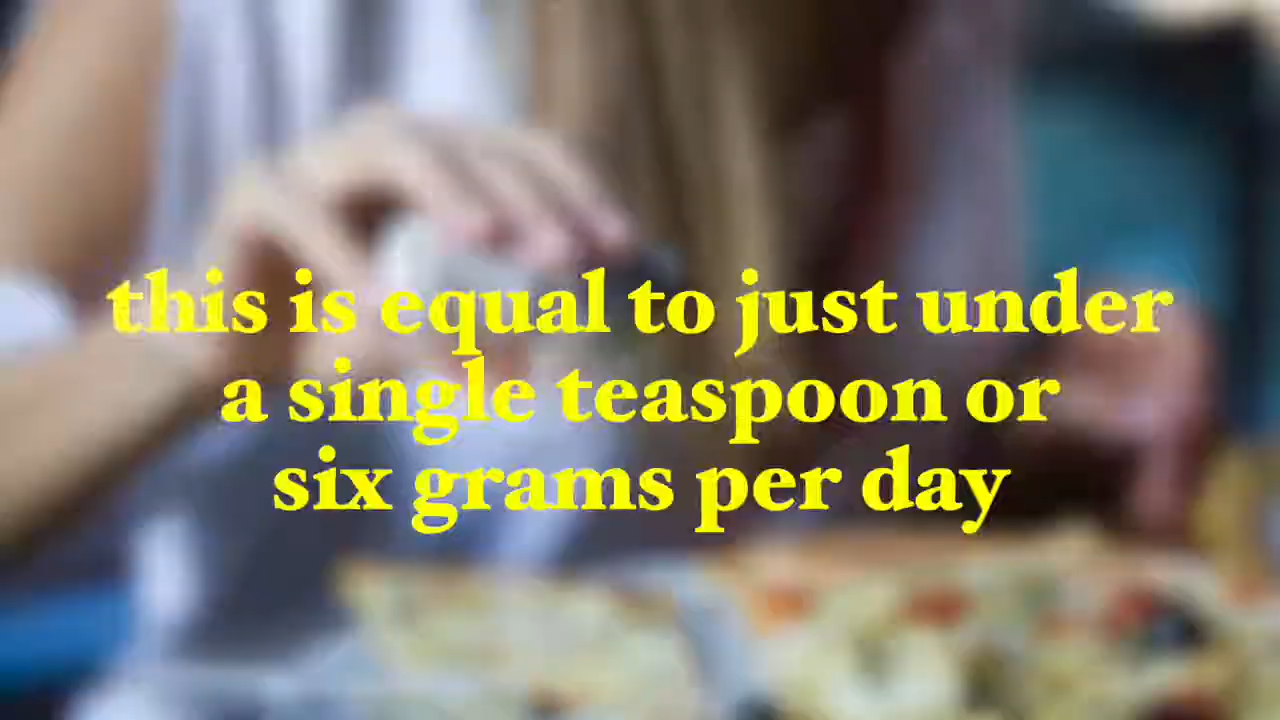 this is equal to just under
a single teaspoon or
six grams per day